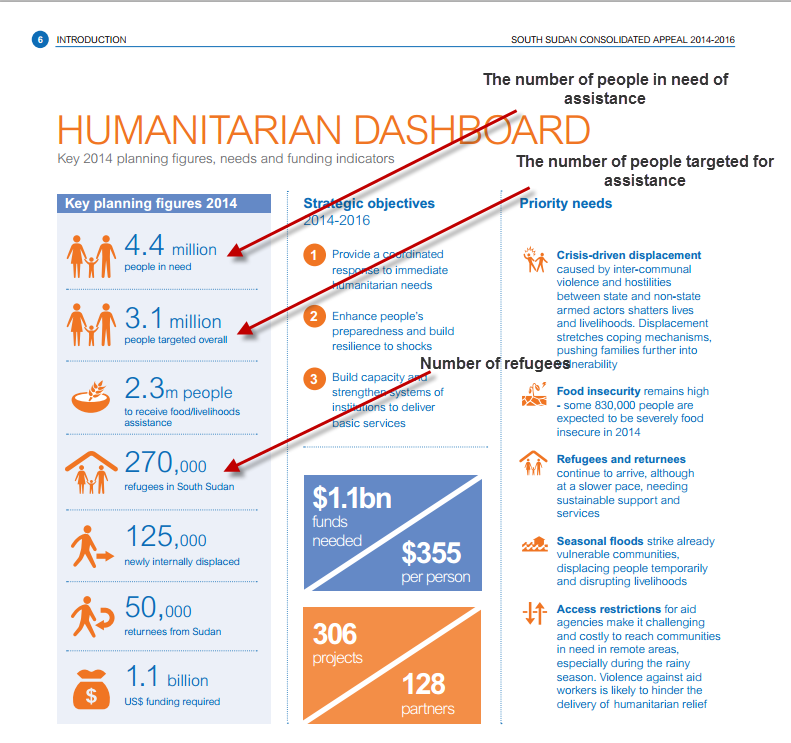 6 INTRODUCTION
SOUTH SUDAN CONSOLIDATED APPEAL 2014-2016
The number of people in need of
assistance
HUMANITARIAN DASHBOARD
Key 2014 planning figures, needs and funding indicators
The number of people targeted for
assistance
Key planning figures 2014
4.4 million
people in need
3.1 million
people targeted overall
2.3m people
to receive food/livelihoods
assistance
270,000
refugees in South Sudan
125,000
newly internally displaced
50,000
returnees from Sudan
$
1.1 billion
US$ funding required
Strategic objectives
2014-2016
1 Provide a coordinated
response to immediate
humanitarian needs
2 Enhance people's
preparedness and build
resilience to shocks
Number of refugees
3 Build capacity and
strengthen systems of
institutions to deliver
basic services
$1.1bn
funds
needed
$355
per person
306
projects
128
partners
Priority needs
Crisis-driven displacement
caused by inter-communal
violence and hostilities
between state and non-state
armed actors shatters lives
and livelihoods. Displacement
stretches coping mechanisms,
pushing families further into
vulnerability
Food insecurity remains high
- some 830,000 people are
expected to be severely food
insecure in 2014
Refugees and returnees
continue to arrive, although
at a slower pace, needing
sustainable support and
services
Seasonal floods strike already
vulnerable communities,
displacing people temporarily
and disrupting livelihoods
Access restrictions for aid
agencies make it challenging
and costly to reach communities
in need in remote areas,
especially during the rainy
season. Violence against aid
workers is likely to hinder the
delivery of humanitarian relief